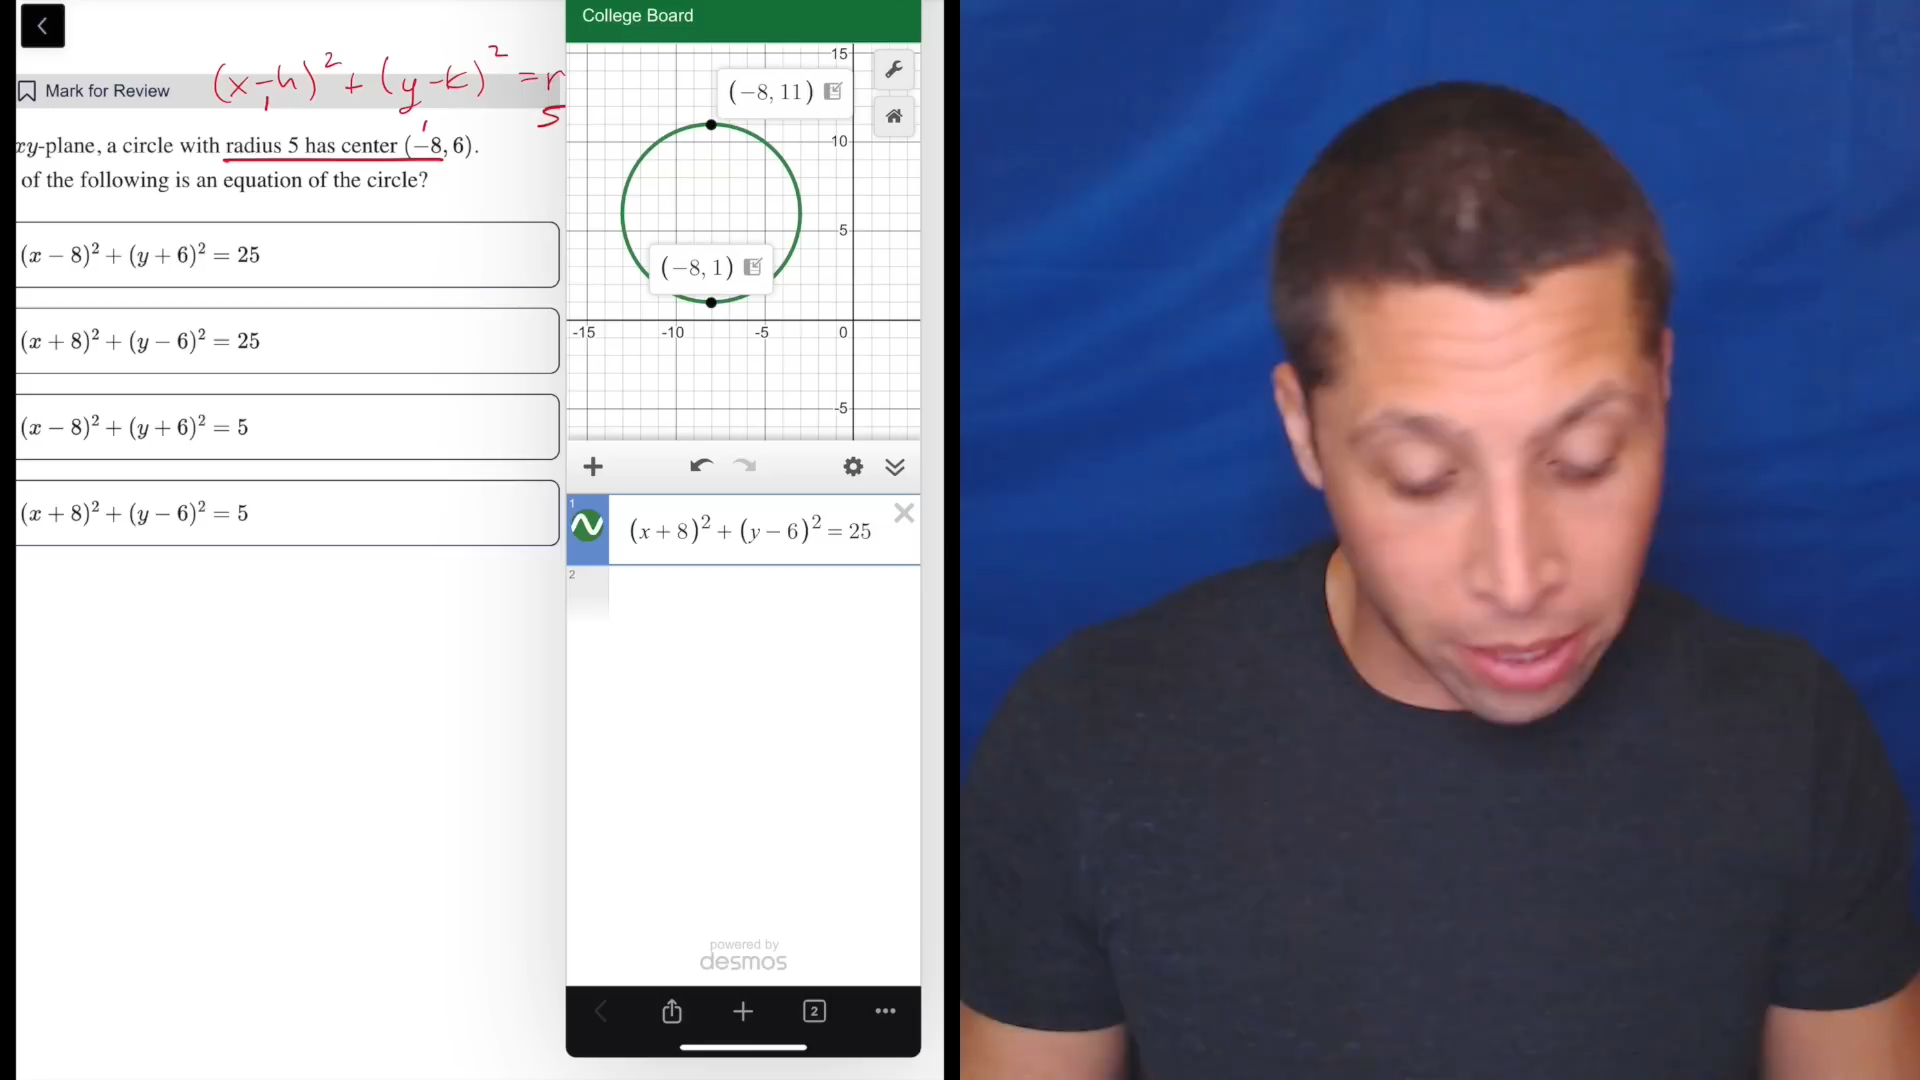 College Board
(x-h)² + (y-k)² = r
5
Mark for Review
xy-plane, a circle with radius 5 has center (−8, 6).
of the following is an equation of the circle?
(x − 8)² + (y + 6)² = 25
(x + 8)² + (y − 6)² = 25
(x − 8)² + (y + 6)² = 5
(x + 8)² + (y − 6)² = 5
15
(−8, 11)
10
5
(−8, 1)
-15 -10 -5 0
-5
1
(x + 8)² + (y − 6)² = 25
2
powered by
desmos
2